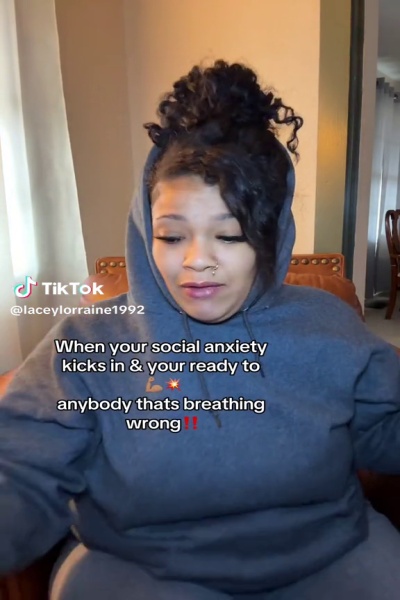 TikTok
@laceylorraine1992
When your social anxiety
kicks in & your ready to
💪🏽💥
anybody thats breathing
wrong‼️